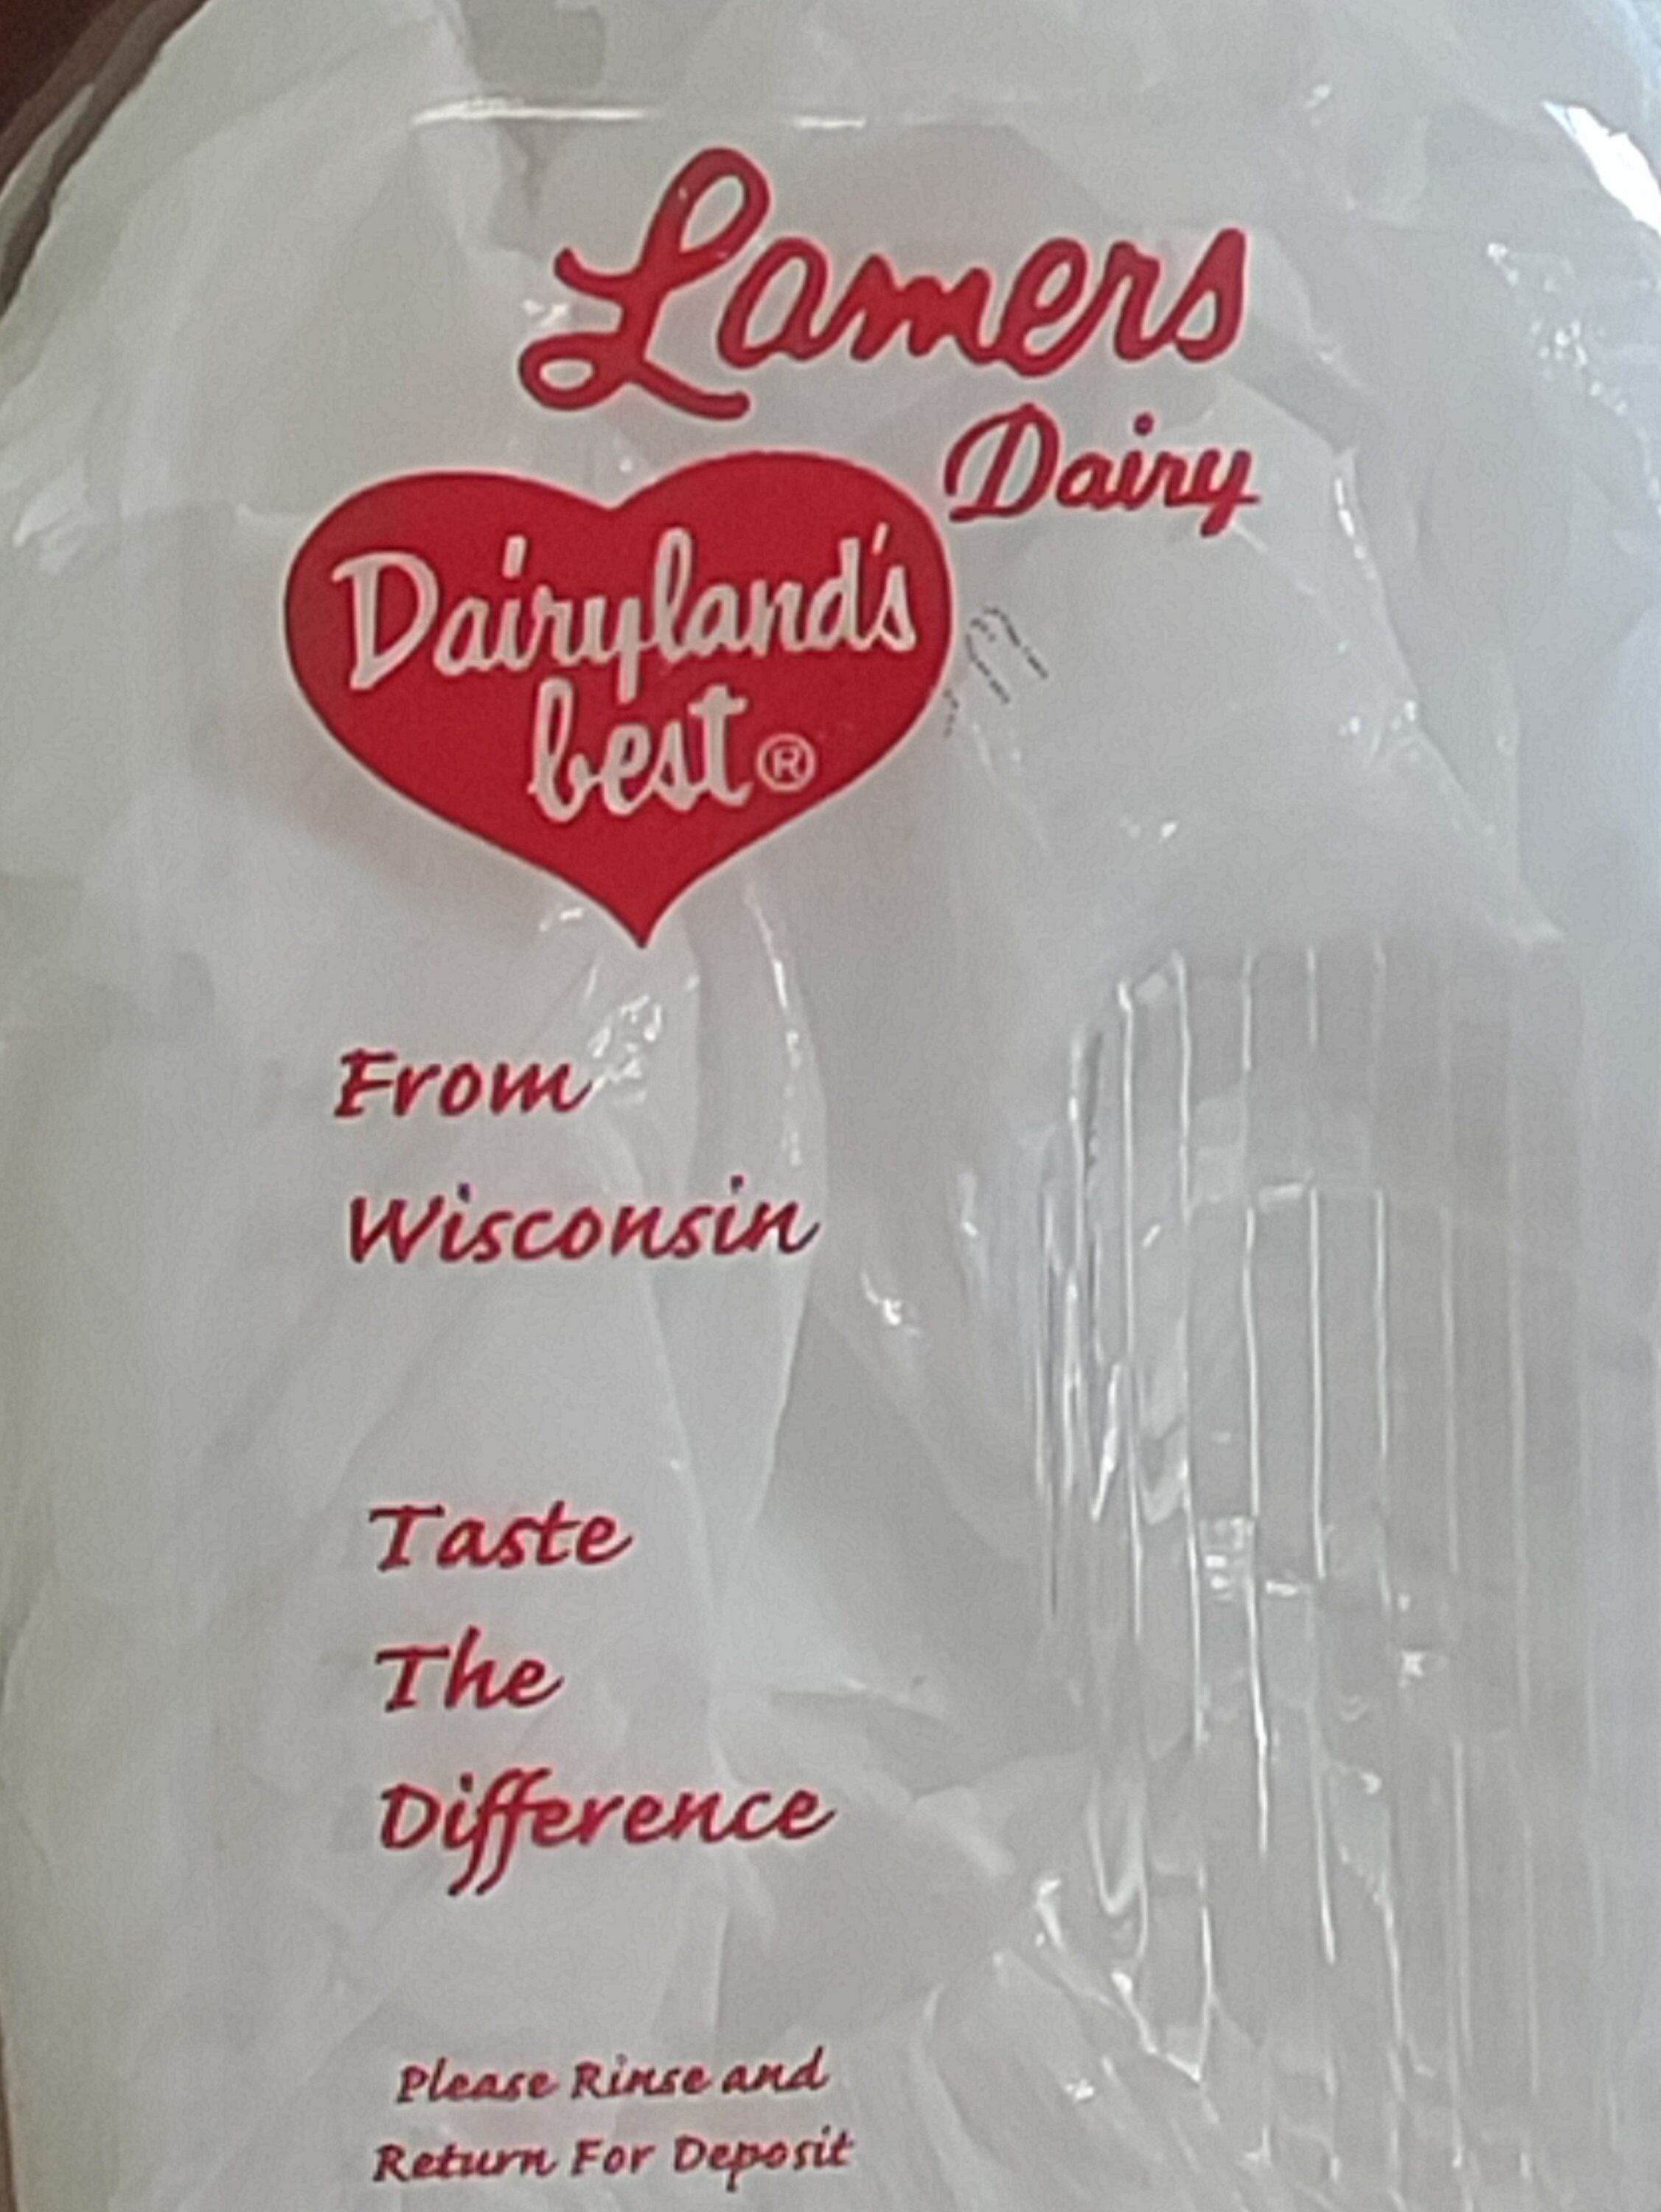 Lamers
Dairy
Dairyland's
best®
From
Wisconsin
Taste
The
Difference
Please Rinse and
Return For Deposit